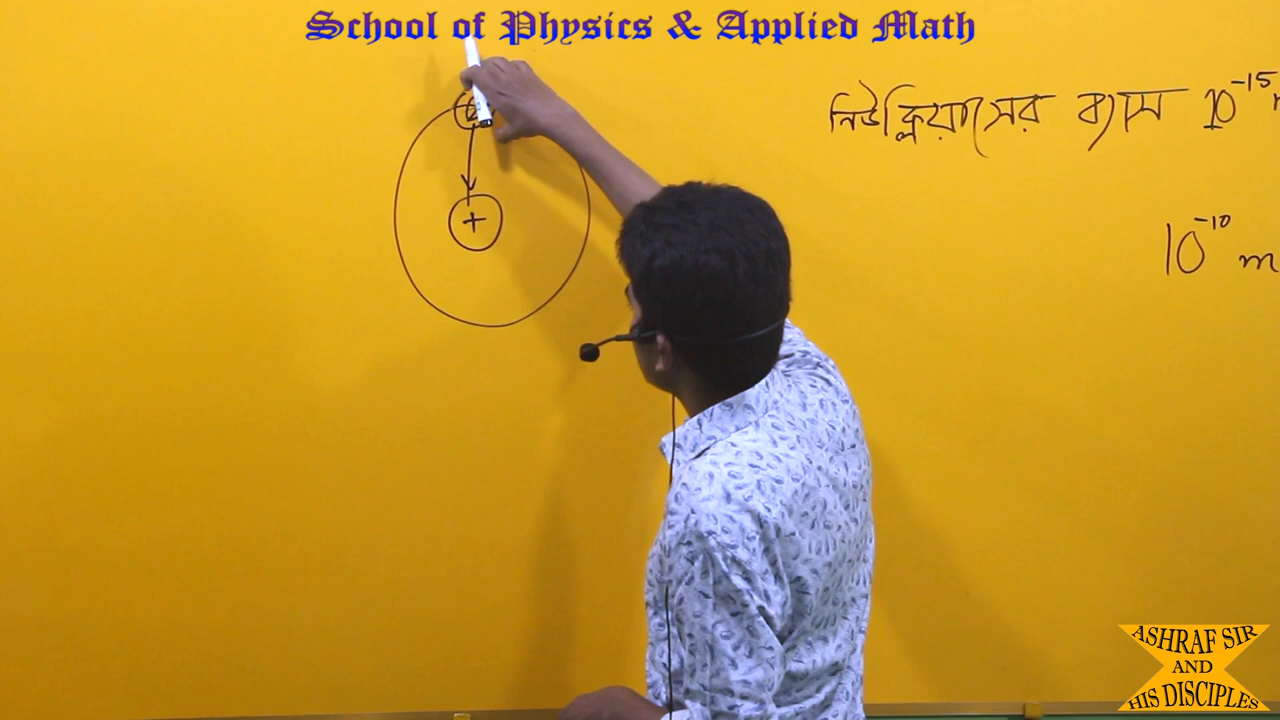 School of Physics & Applied Math
নিউক্লিয়াসের ব্যাস 10⁻¹⁵ m
10⁻¹⁰ m
+
ASHRAF SIR
AND
HIS DISCIPLES